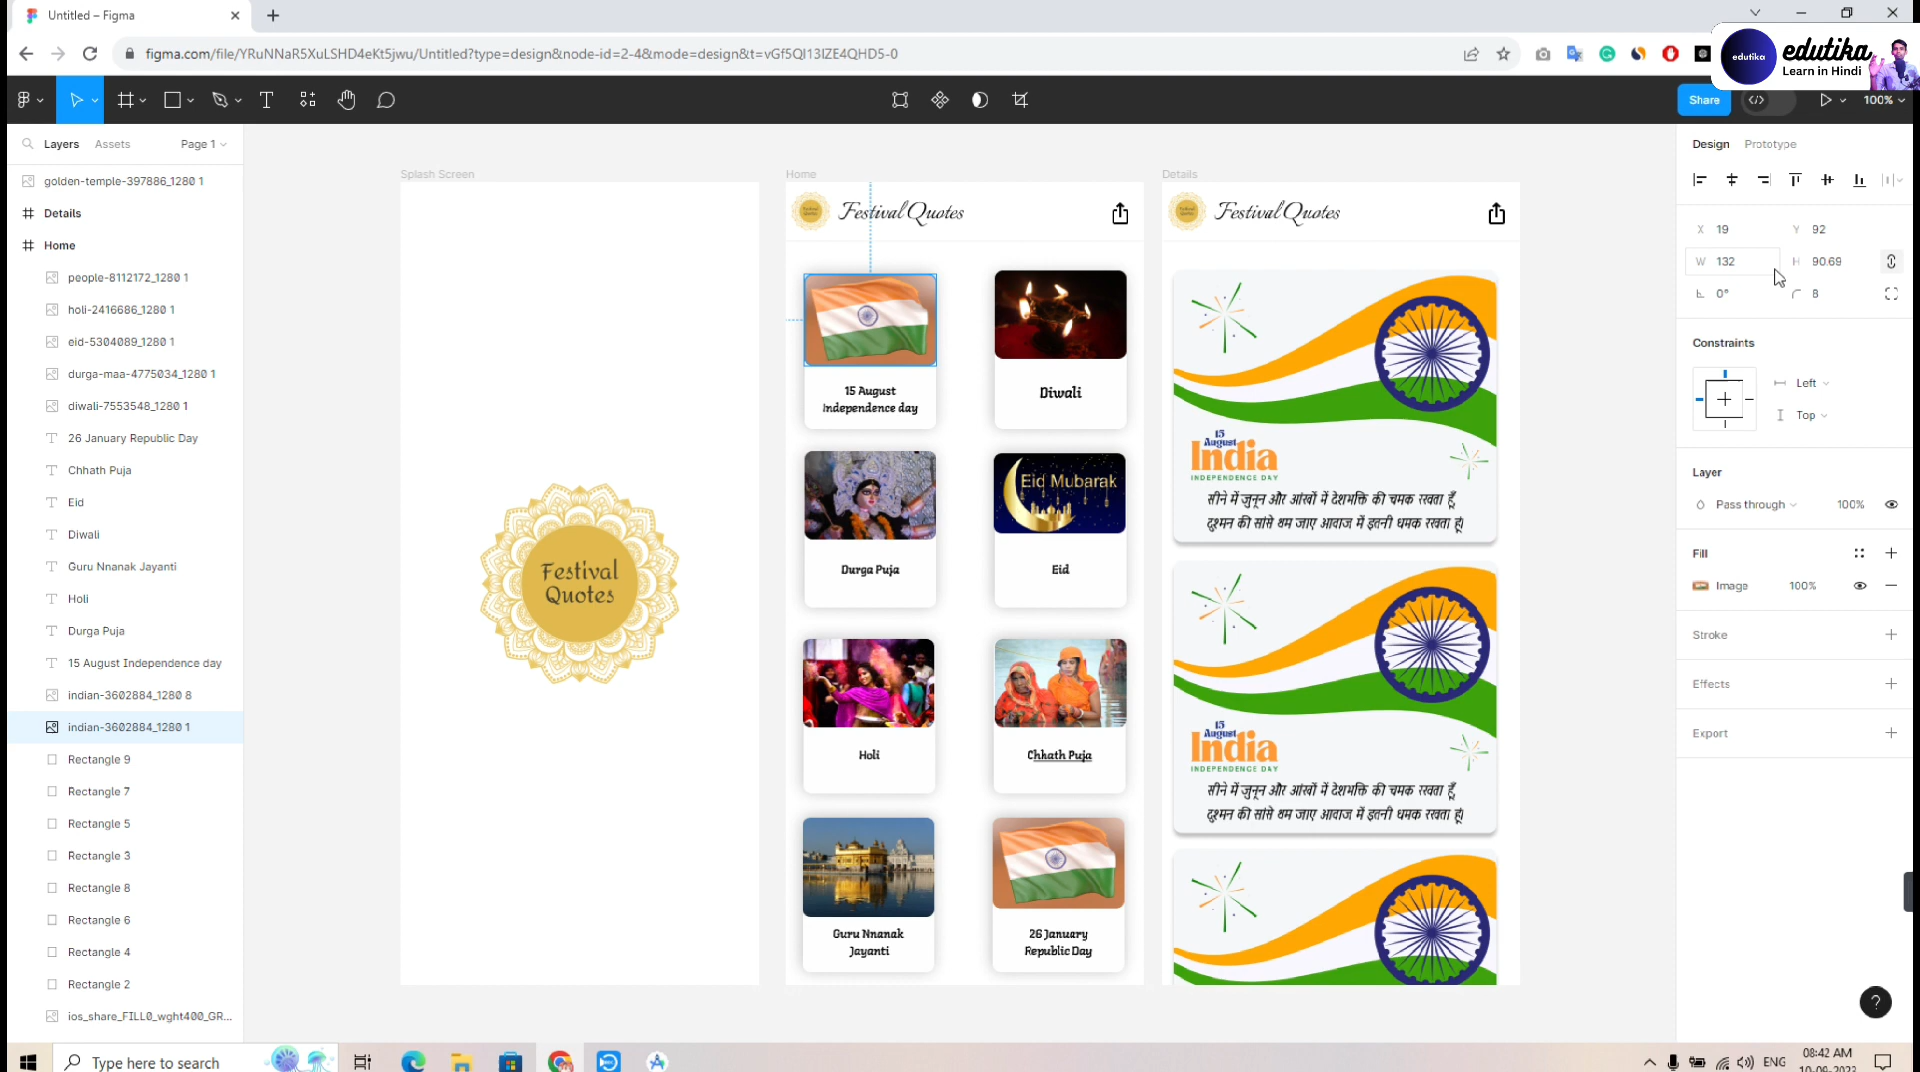 Untitled – Figma
figma.com/file/YRuNNaR5XuLSHD4eKt5jwu/Untitled?type=design&node-id=2-4&mode=design&t=vGf5QI13IZE4QHD5-0
edutika
edutika
Learn in Hindi
Share
100%
Layers
Assets
Page 1
golden-temple-397886_1280 1
Details
Home
people-8112172_1280 1
holi-2416686_1280 1
eid-5304089_1280 1
durga-maa-4775034_1280 1
diwali-7553548_1280 1
26 January Republic Day
Chhath Puja
Eid
Diwali
Guru Nnanak Jayanti
Holi
Durga Puja
15 August Independence day
indian-3602884_1280 8
indian-3602884_1280 1
Rectangle 9
Rectangle 7
Rectangle 5
Rectangle 3
Rectangle 8
Rectangle 6
Rectangle 4
Rectangle 2
ios_share_FILL0_wght400_GR...
Splash Screen
Festival
Quotes
Home
Festival Quotes
15 August
Independence day
Diwali
Durga Puja
Eid Mubarak
Eid
Holi
Chhath Puja
Guru Nnanak
Jayanti
26 January
Republic Day
Details
Festival Quotes
15
August
India
INDEPENDENCE DAY
सीने में जुनून और आंखों में देशभक्ति की चमक रखता हूँ,
दुश्मन की सांसे थम जाए आवाज में इतनी धमक रखता हूं|
15
August
India
INDEPENDENCE DAY
सीने में जुनून और आंखों में देशभक्ति की चमक रखता हूँ,
दुश्मन की सांसे थम जाए आवाज में इतनी धमक रखता हूं|
Design
Prototype
X 19
Y 92
W 132
H 90.69
0°
8
Constraints
Left
Top
Layer
Pass through
100%
Fill
Image
100%
Stroke
Effects
Export
?
Type here to search
ENG
08:42 AM
10-09-2023